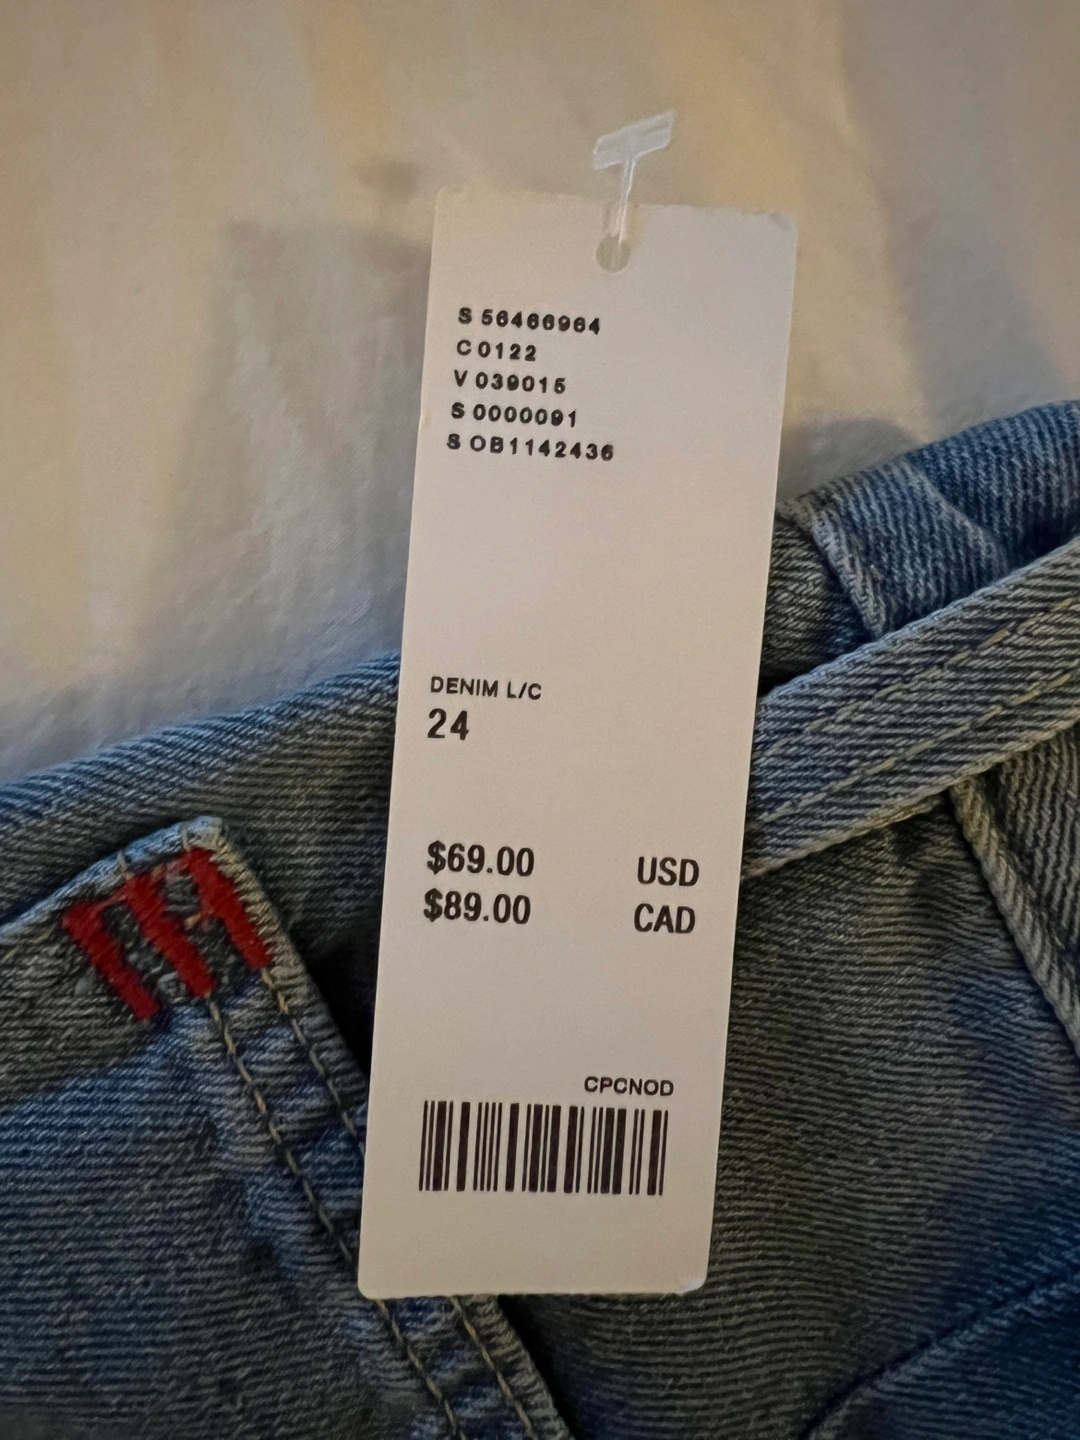 S 56466964
C 0122
V 039015
S 0000091
S OB1142436
DENIM L/C
24
$69.00 USD
$89.00 CAD
CPCNOD